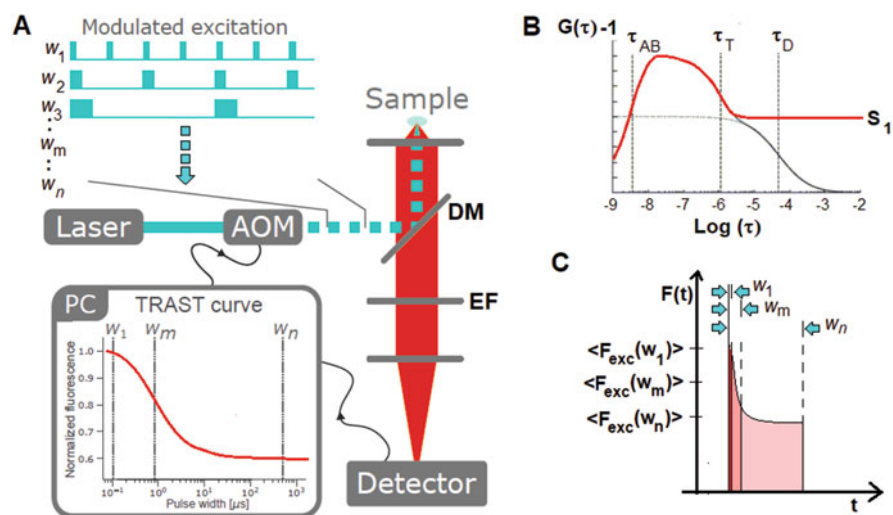 A
Modulated excitation
w1
w2
w3
:
wm
:
wn
Sample
Laser
AOM
DM
EF
PC
TRAST curve
w1 wm wn
Normalized fluorescence
1.0
0.9
0.8
0.7
0.6
10⁻¹ 10⁰ 10¹ 10² 10³
Pulse width [µs]
Detector
B
G(τ)-1
τAB τT τD
S1
-9 -8 -7 -6 -5 -4 -3 -2
Log (τ)
C
F(t)
w1
wm
wn
<Fexc(w1)>
<Fexc(wm)>
<Fexc(wn)>
t